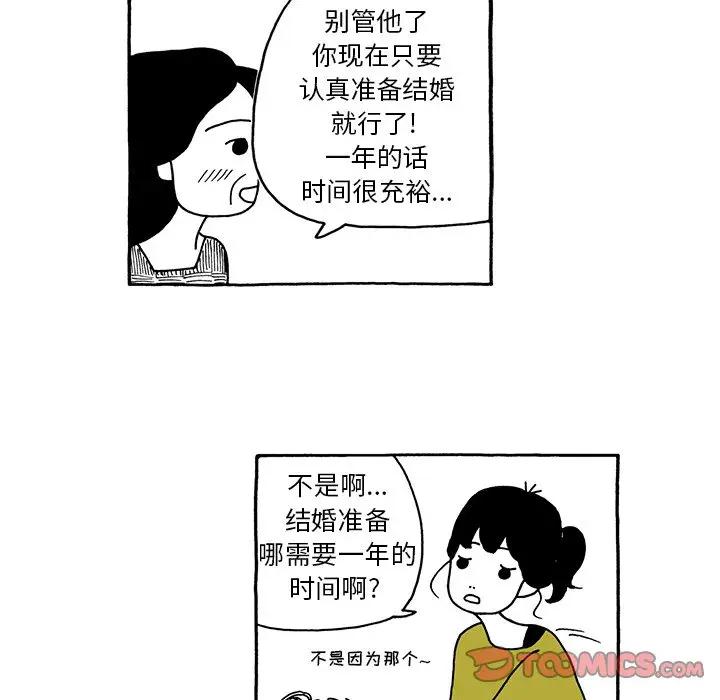 别管他了
你现在只要
认真准备结婚
就行了!
一年的话
时间很充裕...
不是啊...
结婚准备
哪需要一年的
时间啊?
不是因为那个~
TOOMICS.COM